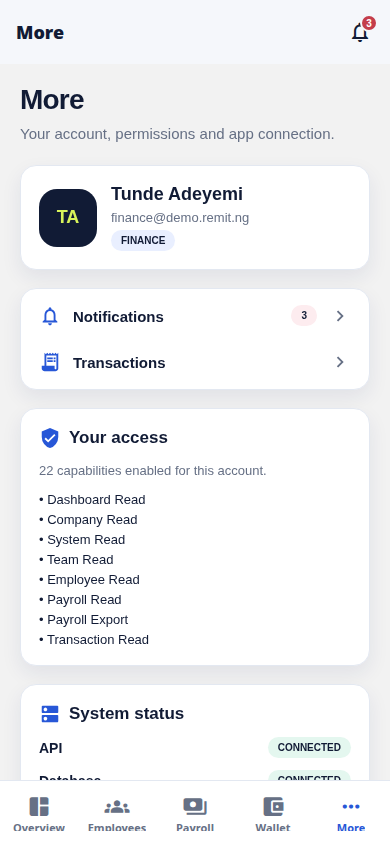 More
3
More
Your account, permissions and app connection.
TA
Tunde Adeyemi
finance@demo.remit.ng
FINANCE
Notifications 3
Transactions
Your access
22 capabilities enabled for this account.
• Dashboard Read
• Company Read
• System Read
• Team Read
• Employee Read
• Payroll Read
• Payroll Export
• Transaction Read
System status
API CONNECTED
Database CONNECTED
Overview Employees Payroll Wallet More